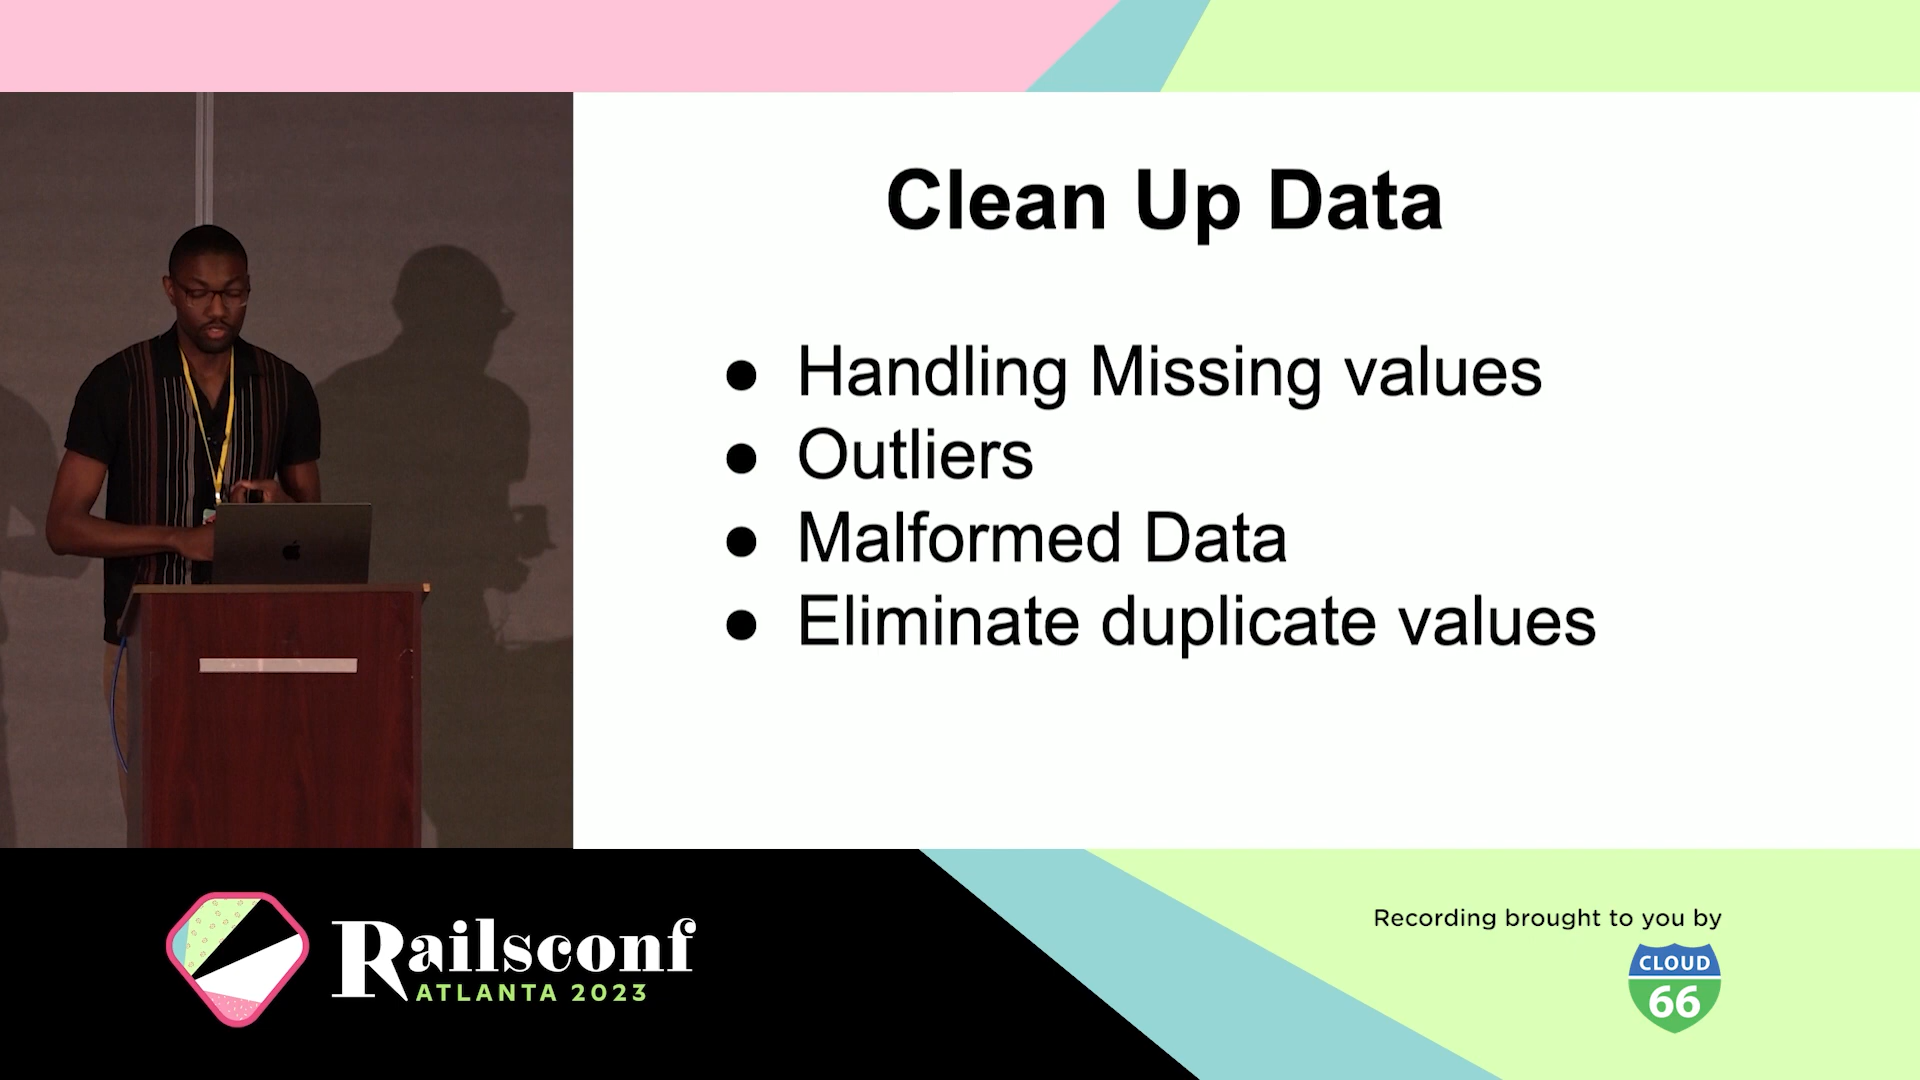 Clean Up Data
● Handling Missing values
● Outliers
● Malformed Data
● Eliminate duplicate values
Railsconf
ATLANTA 2023
Recording brought to you by
CLOUD
66